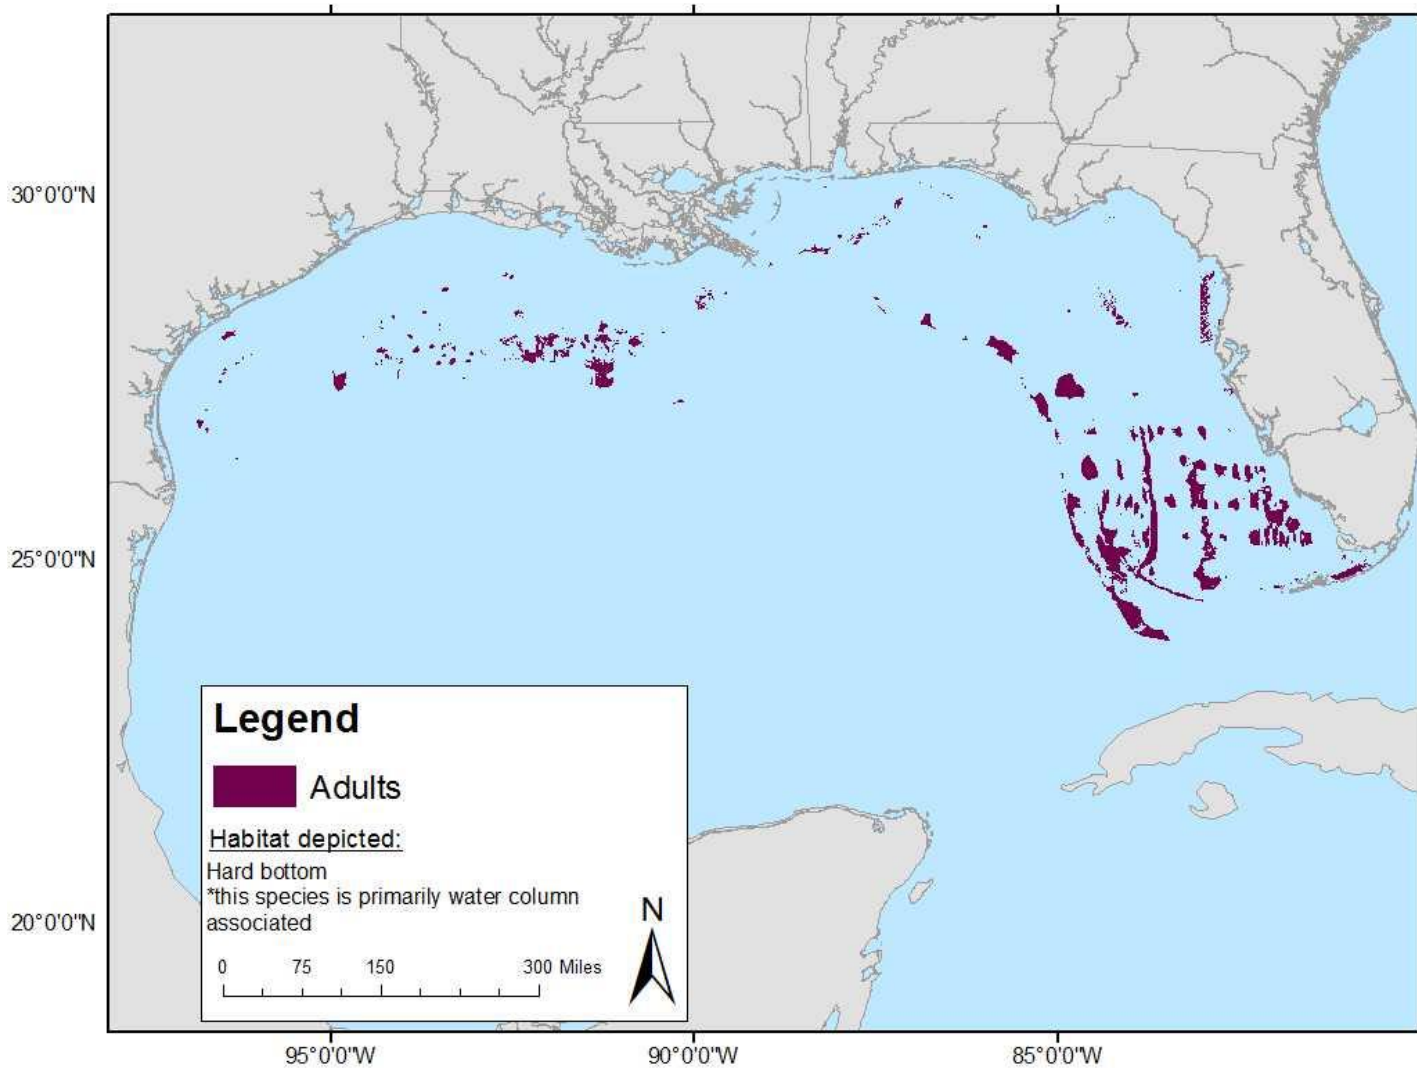 30°0'0"N
25°0'0"N
20°0'0"N
Legend
Adults
Habitat depicted:
Hard bottom
*this species is primarily water column
associated
N
0 75 150 300 Miles
95°0'0"W 90°0'0"W 85°0'0"W